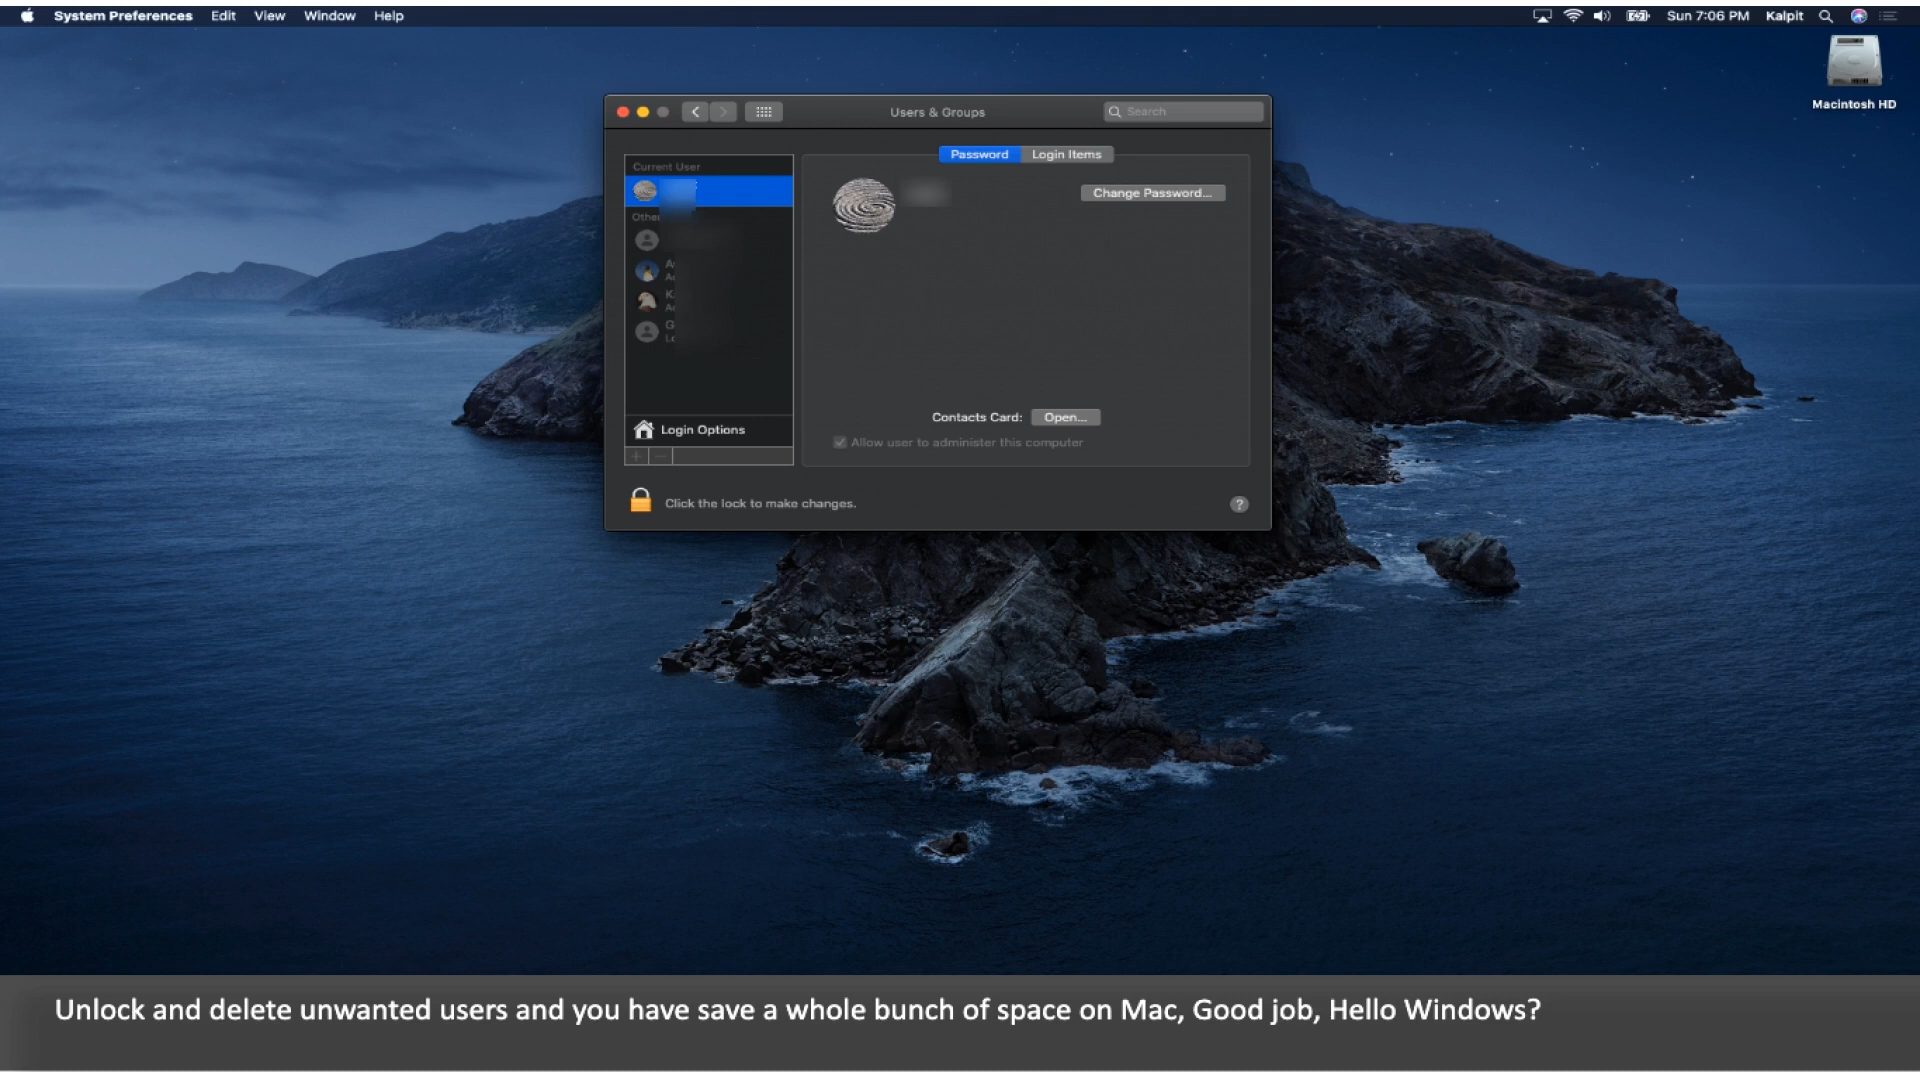 System Preferences Edit View Window Help
Sun 7:06 PM Kalpit
Macintosh HD
Users & Groups
Search
Password Login Items
Current User
Change Password...
Other
Contacts Card: Open...
Allow user to administer this computer
Login Options
+ −
Click the lock to make changes.
?
Unlock and delete unwanted users and you have save a whole bunch of space on Mac, Good job, Hello Windows?